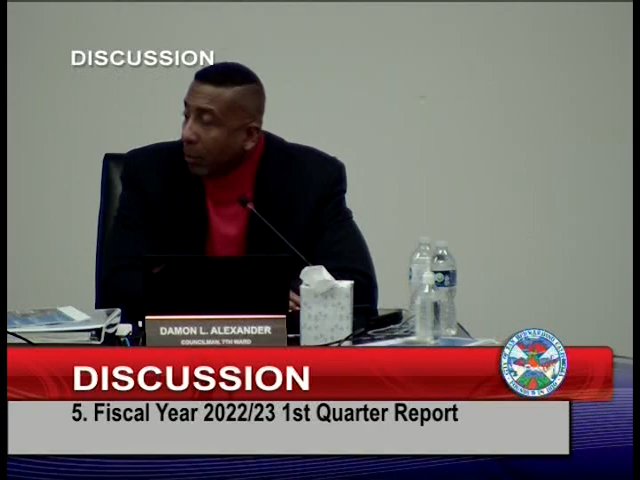 DISCUSSION
DAMON L. ALEXANDER
COUNCILMAN, 7TH WARD
DISCUSSION
5. Fiscal Year 2022/23 1st Quarter Report